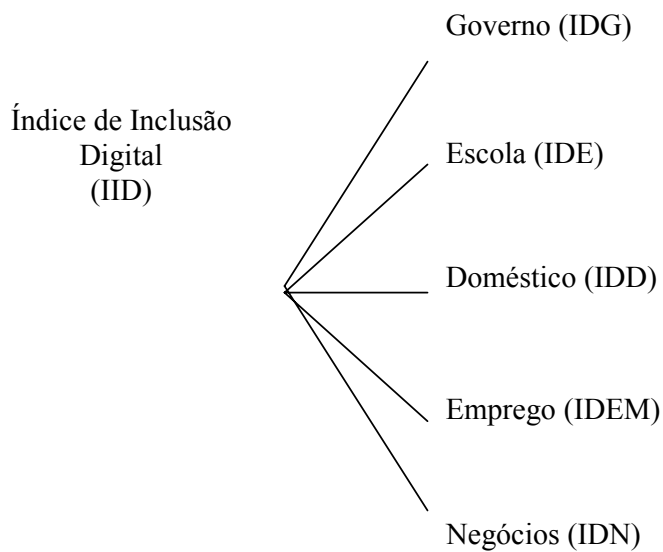 Índice de Inclusão
Digital
(IID)
Governo (IDG)
Escola (IDE)
Doméstico (IDD)
Emprego (IDEM)
Negócios (IDN)